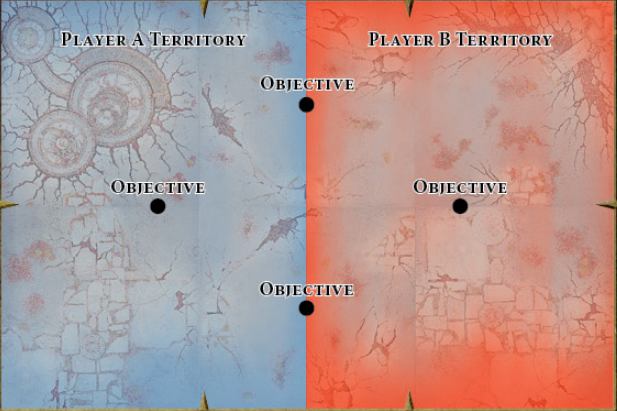 Player A Territory
Player B Territory
Objective
Objective
Objective
Objective